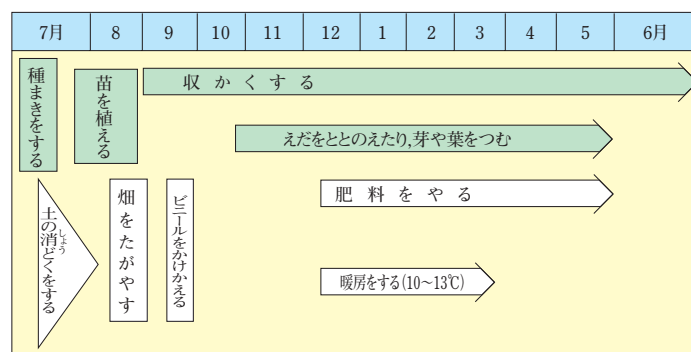 7月 8 9 10 11 12 1 2 3 4 5 6月
種まきをする
苗を植える
収かくする
えだをととのえたり,芽や葉をつむ
土の消どくをする
しょう
畑をたがやす
ビニールをかけかえる
肥料をやる
暖房をする(10～13℃)